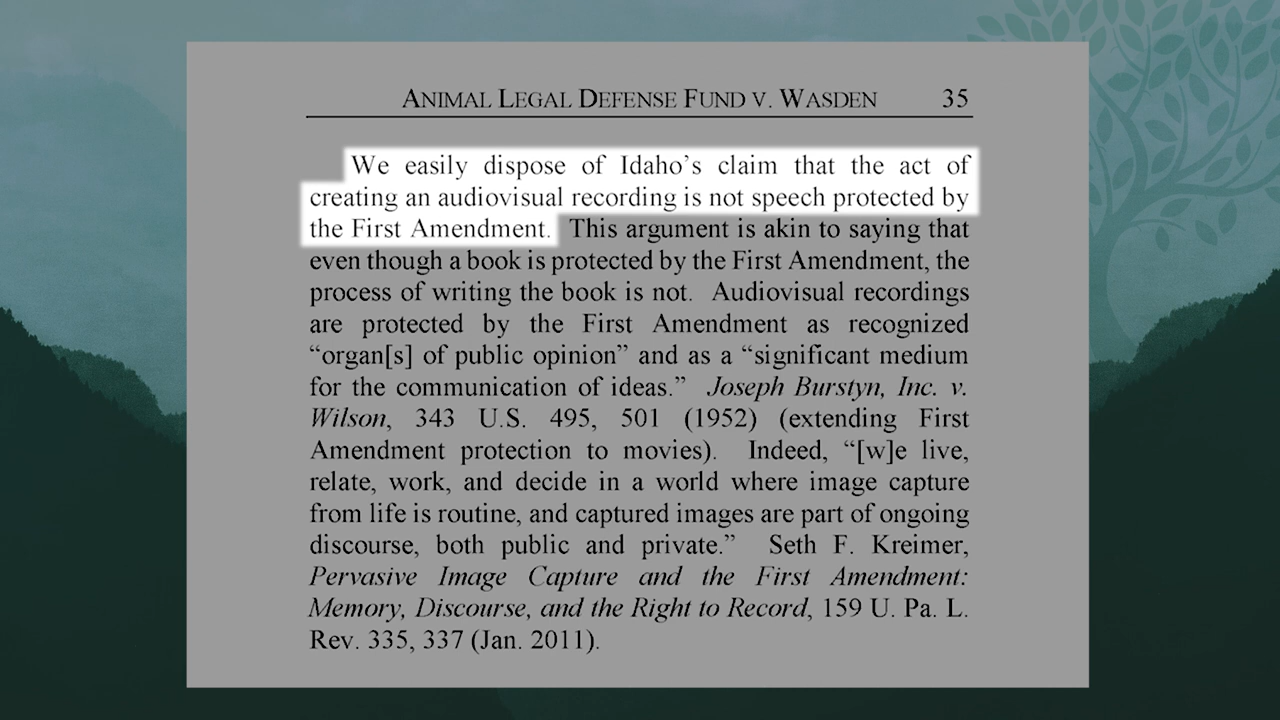 ANIMAL LEGAL DEFENSE FUND V. WASDEN 35
We easily dispose of Idaho's claim that the act of
creating an audiovisual recording is not speech protected by
the First Amendment. This argument is akin to saying that
even though a book is protected by the First Amendment, the
process of writing the book is not. Audiovisual recordings
are protected by the First Amendment as recognized
“organ[s] of public opinion” and as a “significant medium
for the communication of ideas.” Joseph Burstyn, Inc. v.
Wilson, 343 U.S. 495, 501 (1952) (extending First
Amendment protection to movies). Indeed, “[w]e live,
relate, work, and decide in a world where image capture
from life is routine, and captured images are part of ongoing
discourse, both public and private.” Seth F. Kreimer,
Pervasive Image Capture and the First Amendment:
Memory, Discourse, and the Right to Record, 159 U. Pa. L.
Rev. 335, 337 (Jan. 2011).